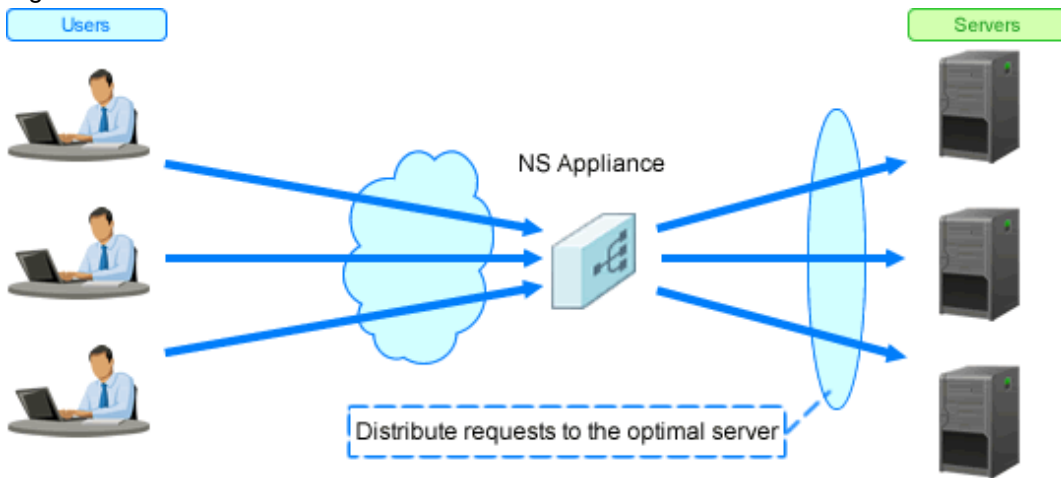 Users
Servers
NS Appliance
Distribute requests to the optimal server